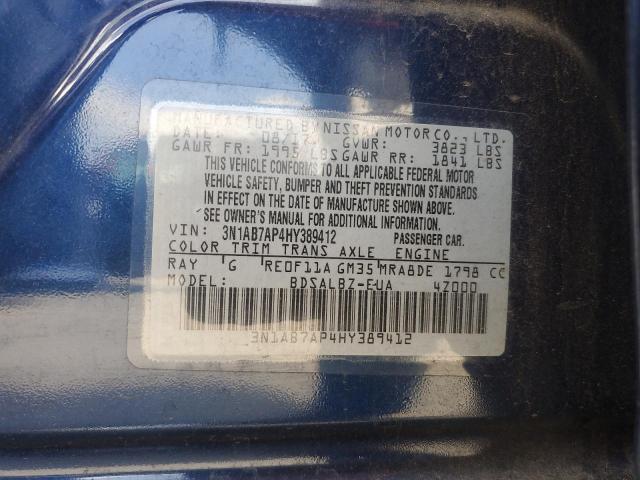 MANUFACTURED BY NISSAN MOTOR CO., LTD.
DATE: 08/17 GVWR: 3823 LBS
GAWR FR: 1995 LBS GAWR RR: 1841 LBS
THIS VEHICLE CONFORMS TO ALL APPLICABLE FEDERAL MOTOR
VEHICLE SAFETY, BUMPER AND THEFT PREVENTION STANDARDS
IN EFFECT ON THE DATE OF MANUFACTURE SHOWN ABOVE.
SEE OWNER'S MANUAL FOR ADDITIONAL INFORMATION.
VIN: 3N1AB7AP4HY389412 PASSENGER CAR.
COLOR TRIM TRANS AXLE ENGINE
RAY G RE0F11A GM35 MRA8DE 1798 CC
MODEL: BDSALBZ-EUA 4Z000
3N1AB7AP4HY389412